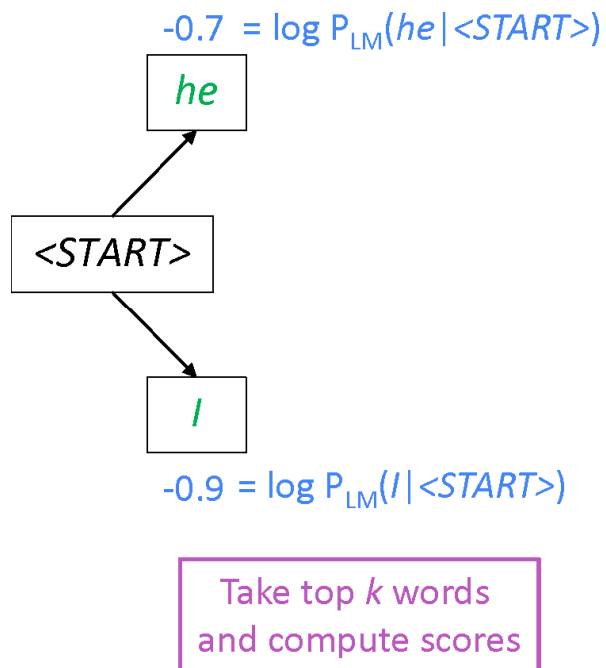 -0.7 = log P_LM(he|<START>)
he
<START>
I
-0.9 = log P_LM(I|<START>)
Take top k words
and compute scores